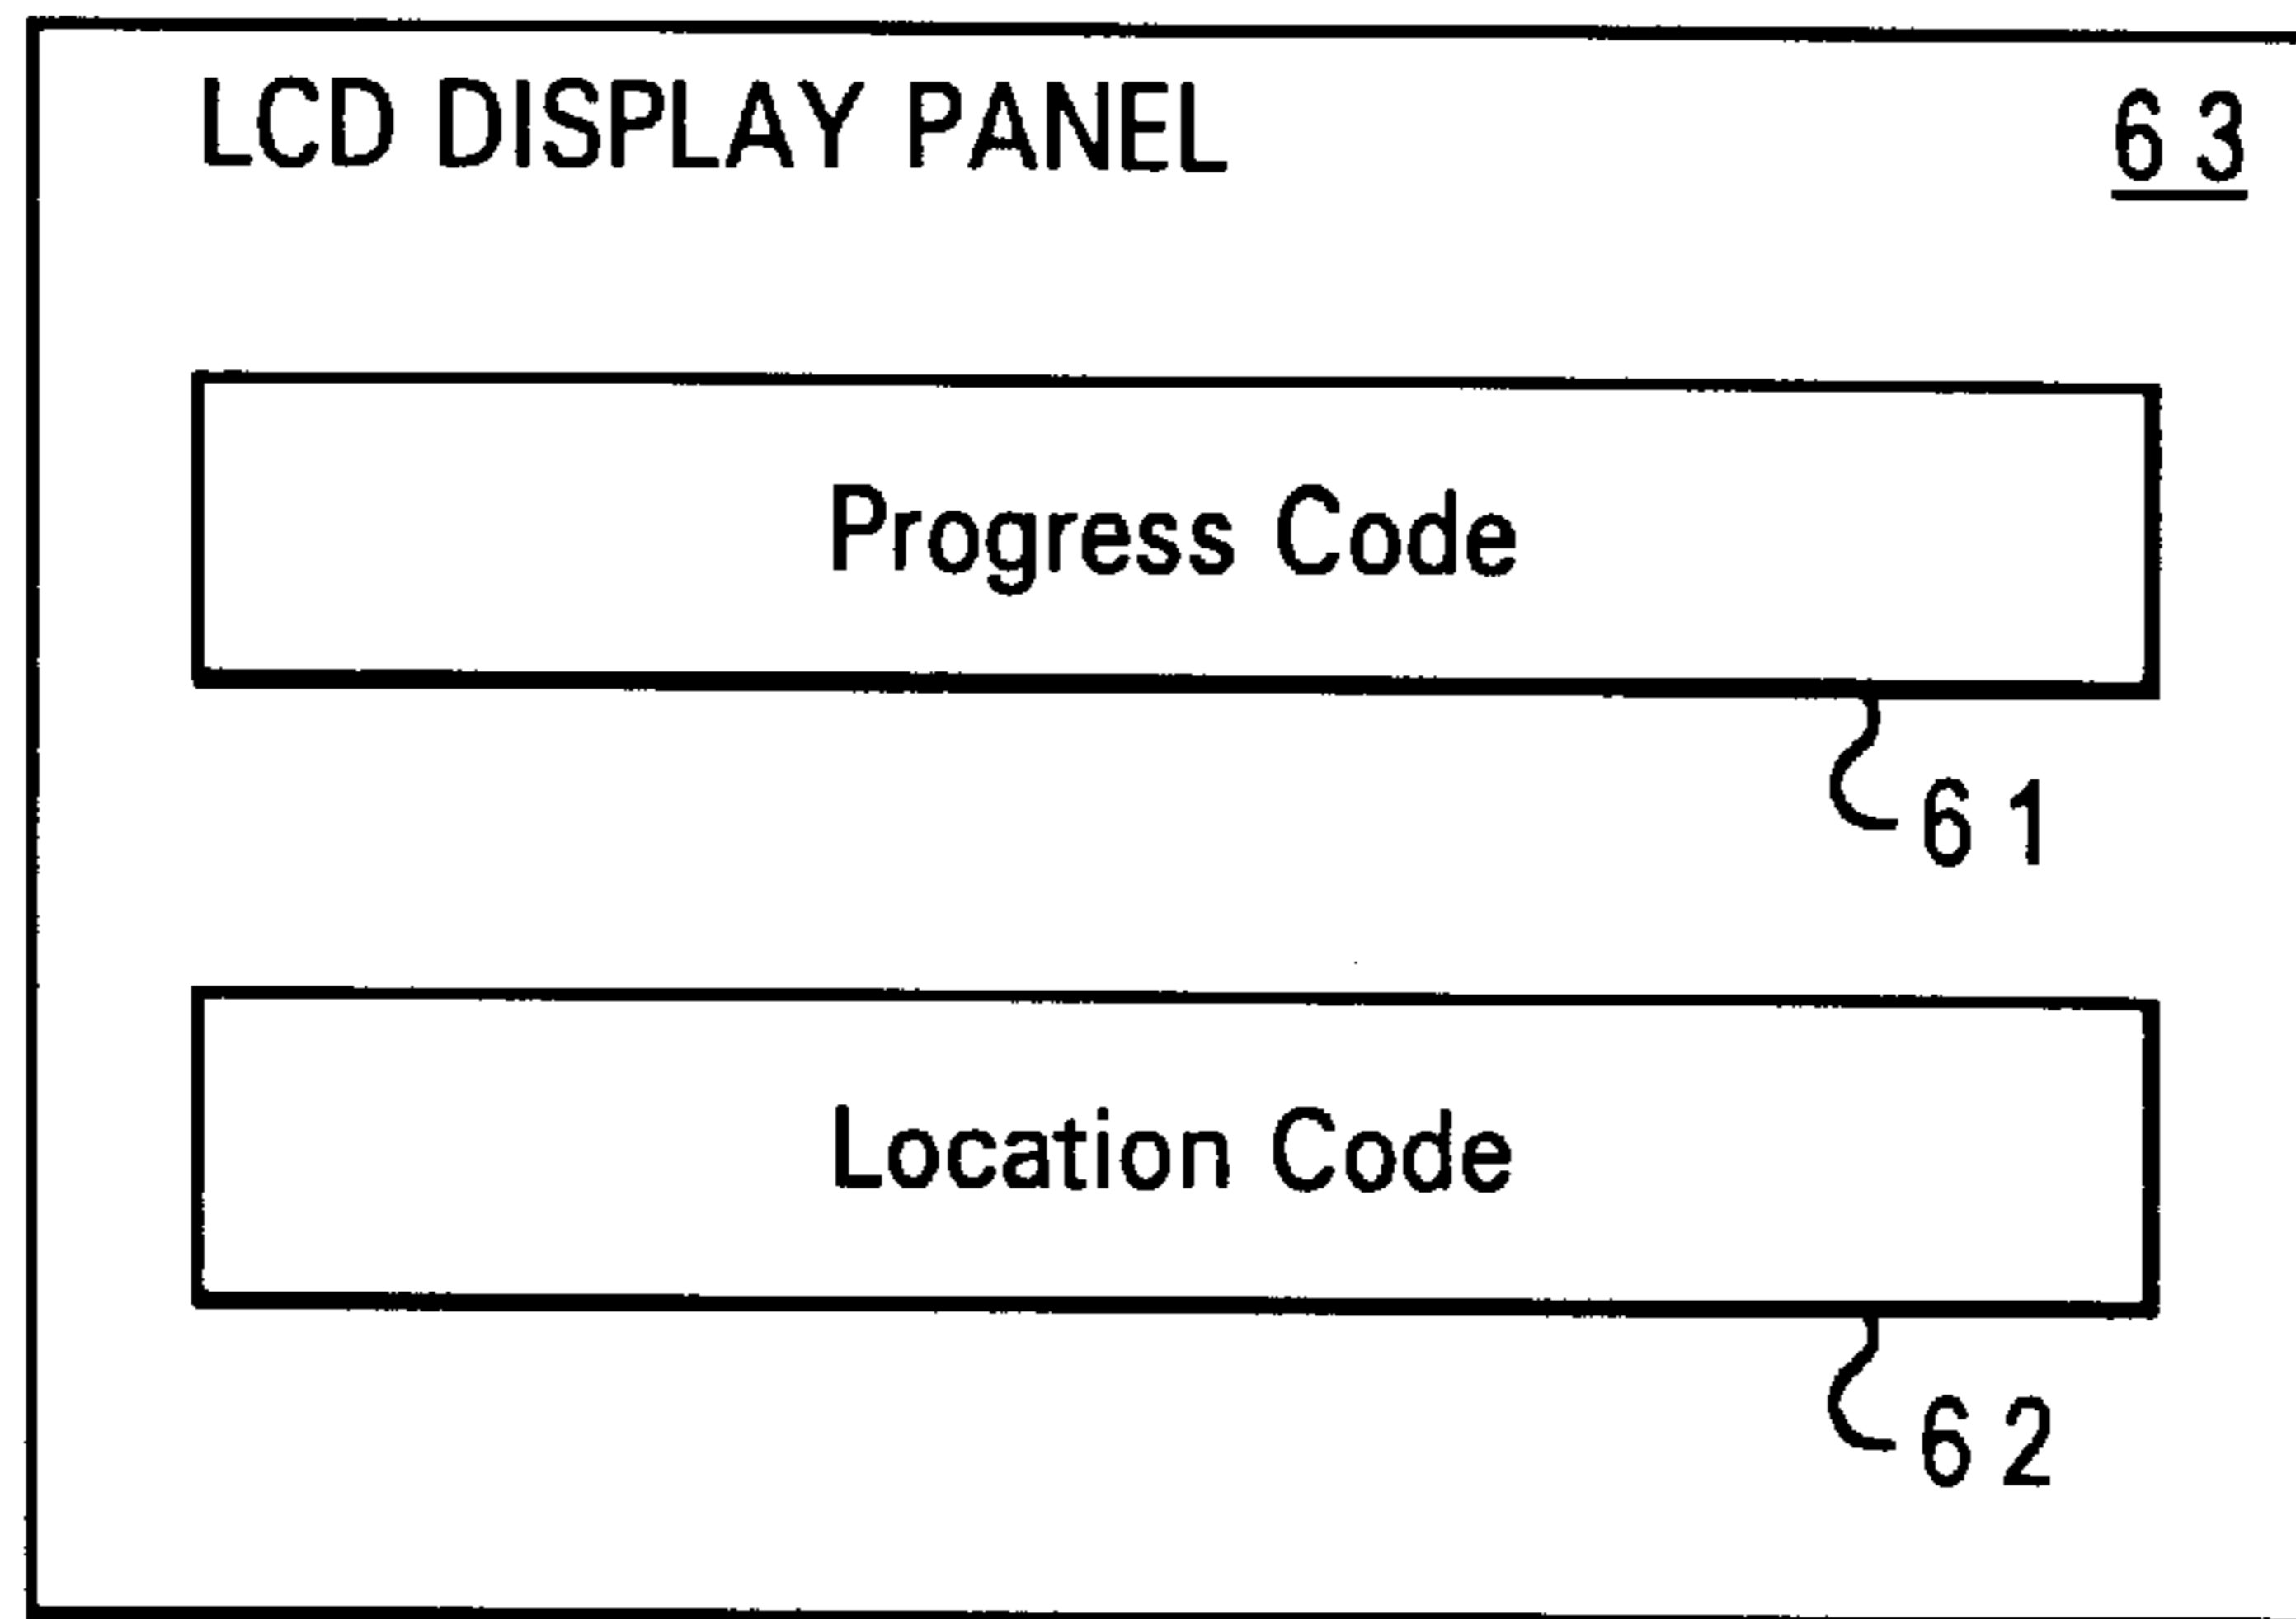 LCD DISPLAY PANEL 63
Progress Code
61
Location Code
62